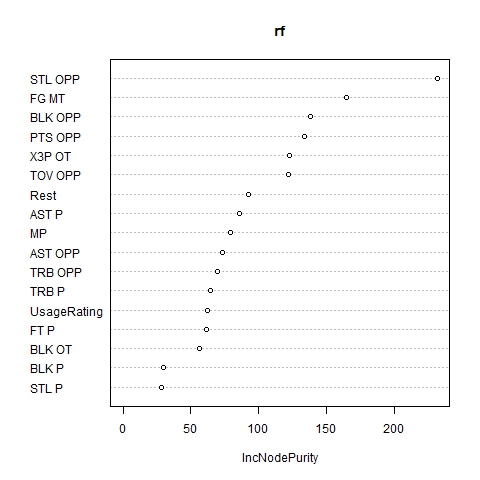 rf
STL OPP
FG MT
BLK OPP
PTS OPP
X3P OT
TOV OPP
Rest
AST P
MP
AST OPP
TRB OPP
TRB P
UsageRating
FT P
BLK OT
BLK P
STL P
0 50 100 150 200
IncNodePurity